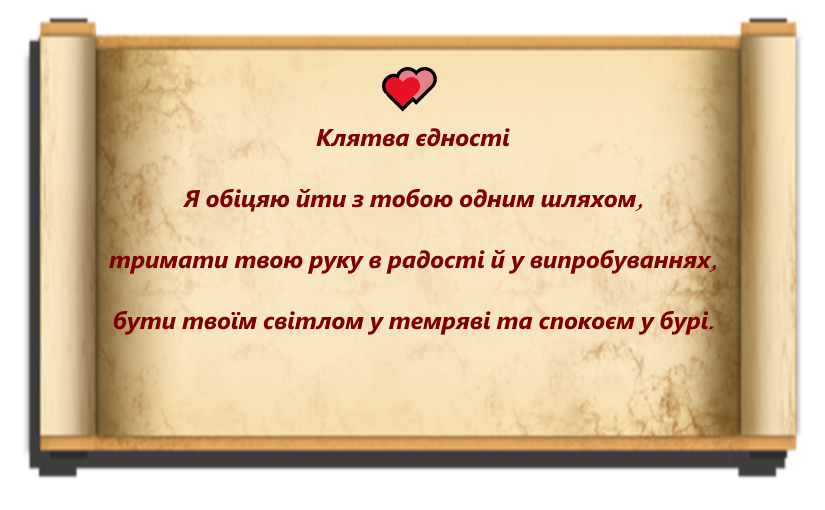 Клятва єдності
Я обіцяю йти з тобою одним шляхом,
тримати твою руку в радості й у випробуваннях,
бути твоїм світлом у темряві та спокоєм у бурі.